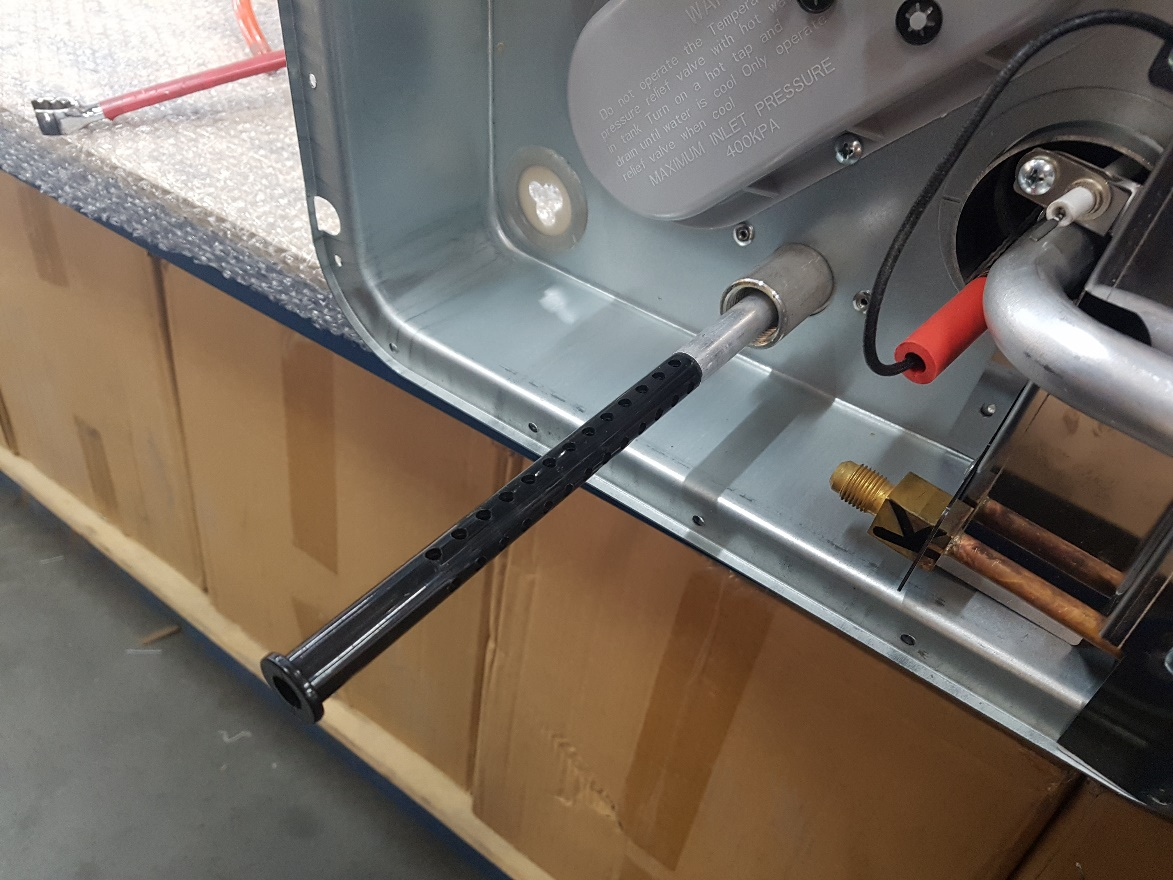 Do not operate the Tempera
pressure relief valve with hot
in tank Turn on a hot tap and
drain until water is cool Only operate
relief valve when cool
MAXIMUM INLET PRESSURE
400KPA
K